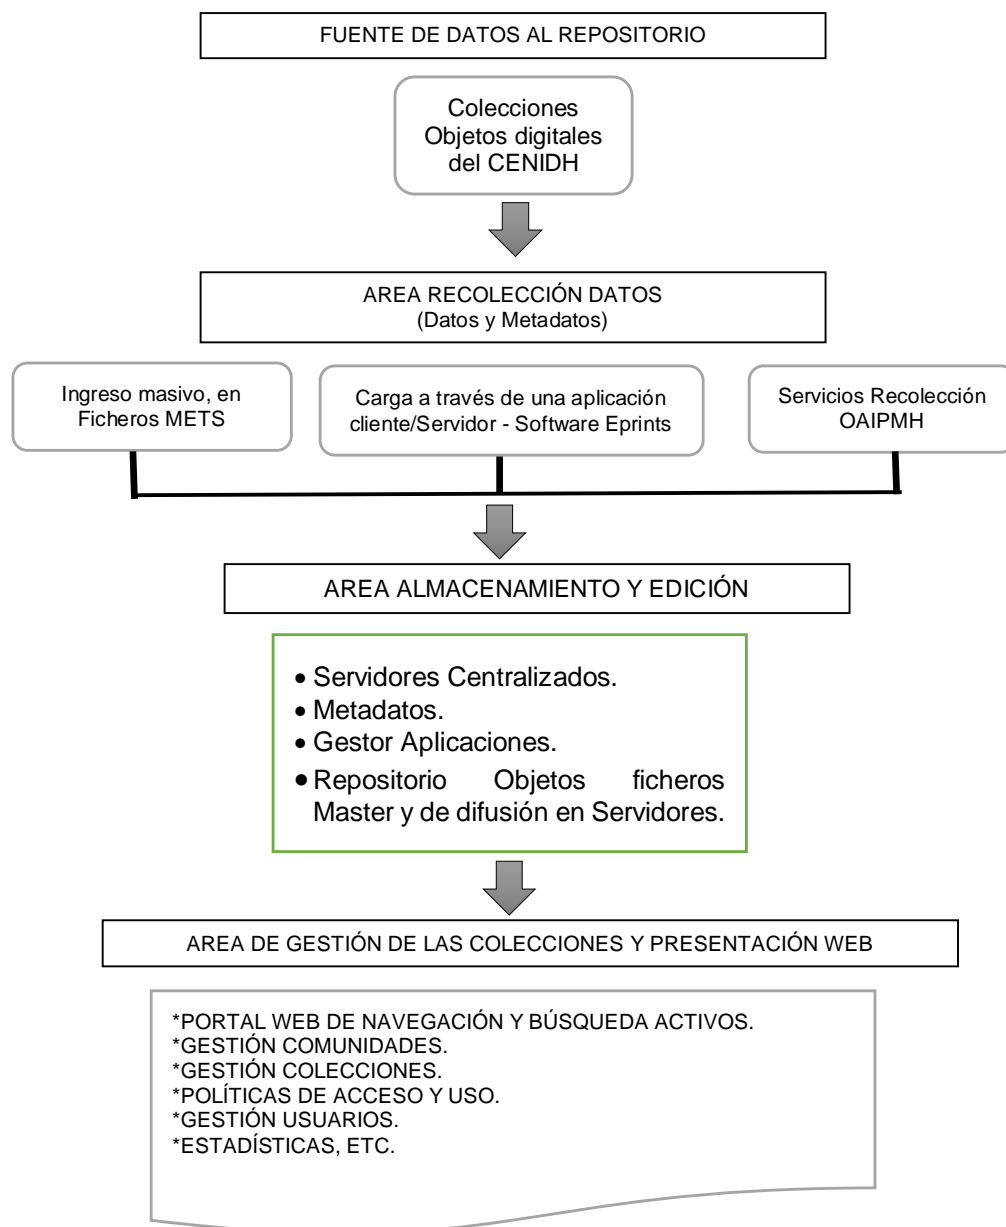 FUENTE DE DATOS AL REPOSITORIO
Colecciones
Objetos digitales
del CENIDH
AREA RECOLECCIÓN DATOS
(Datos y Metadatos)
Ingreso masivo, en
Ficheros METS
Carga a través de una aplicación
cliente/Servidor - Software Eprints
Servicios Recolección
OAIPMH
AREA ALMACENAMIENTO Y EDICIÓN
• Servidores Centralizados.
• Metadatos.
• Gestor Aplicaciones.
• Repositorio Objetos ficheros
Master y de difusión en Servidores.
AREA DE GESTIÓN DE LAS COLECCIONES Y PRESENTACIÓN WEB
*PORTAL WEB DE NAVEGACIÓN Y BÚSQUEDA ACTIVOS.
*GESTIÓN COMUNIDADES.
*GESTIÓN COLECCIONES.
*POLÍTICAS DE ACCESO Y USO.
*GESTIÓN USUARIOS.
*ESTADÍSTICAS, ETC.